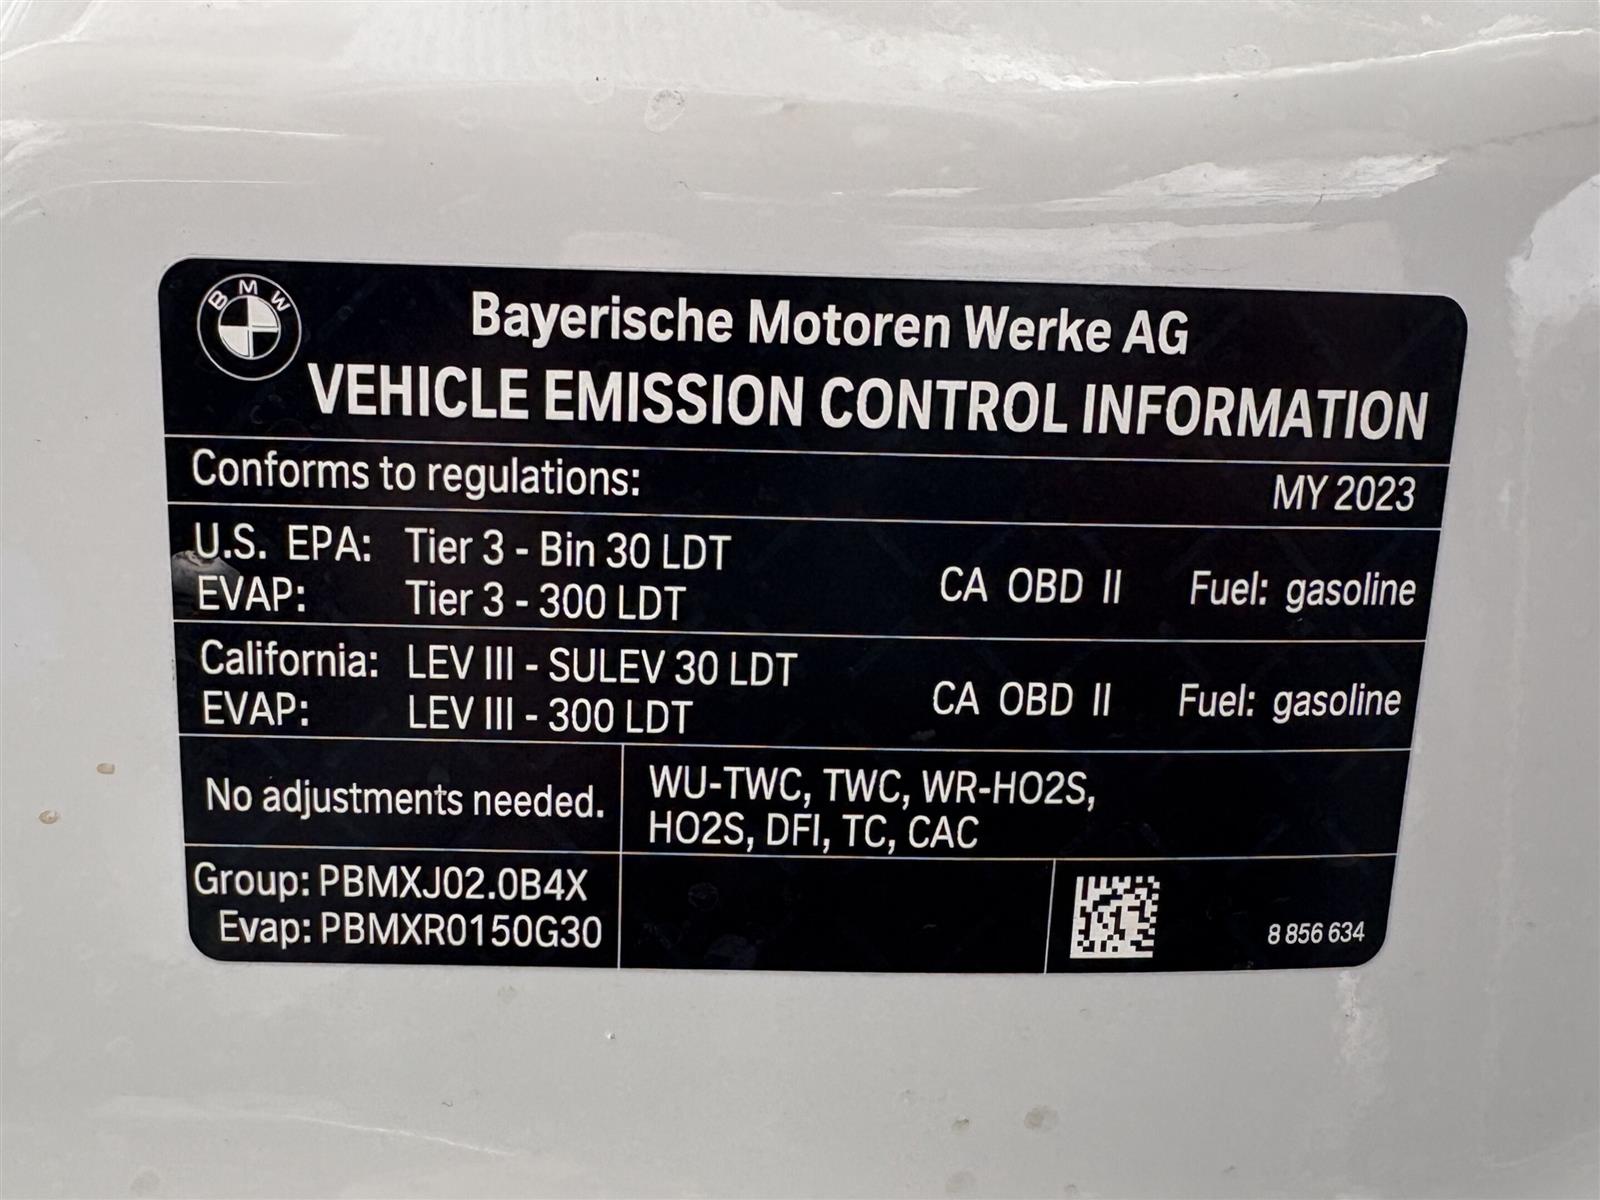 BMW
Bayerische Motoren Werke AG
VEHICLE EMISSION CONTROL INFORMATION
Conforms to regulations: MY 2023
U.S. EPA: Tier 3 - Bin 30 LDT
EVAP: Tier 3 - 300 LDT
CA OBD II Fuel: gasoline
California: LEV III - SULEV 30 LDT
EVAP: LEV III - 300 LDT
CA OBD II Fuel: gasoline
No adjustments needed.
WU-TWC, TWC, WR-HO2S,
HO2S, DFI, TC, CAC
Group: PBMXJ02.0B4X
Evap: PBMXR0150G30
8 856 634